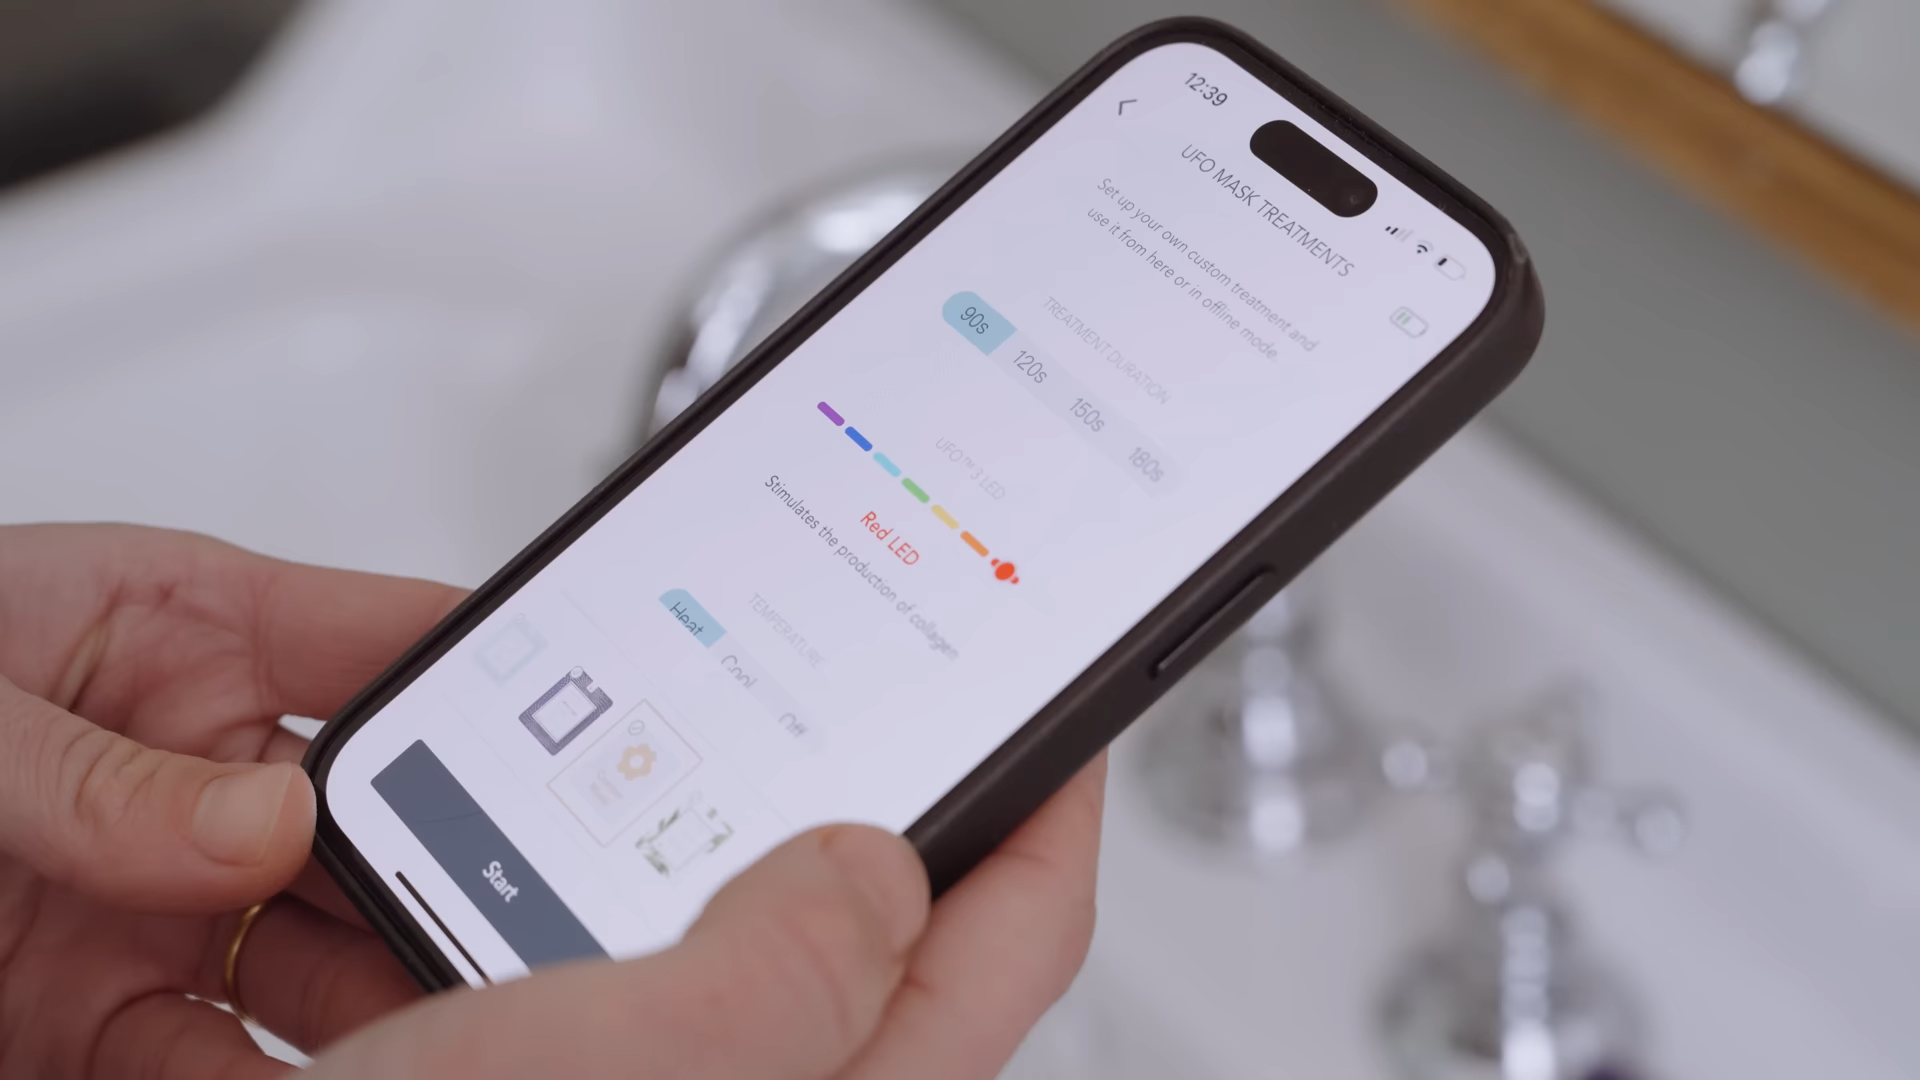 12:39
UFO MASK TREATMENTS
Set up your own custom treatment and
use it from here or in offline mode.
TREATMENT DURATION
90s 120s 150s 180s
UFO™ 3 LED
Red LED
Stimulates the production of collagen
TEMPERATURE
Heat Cool Off
Start